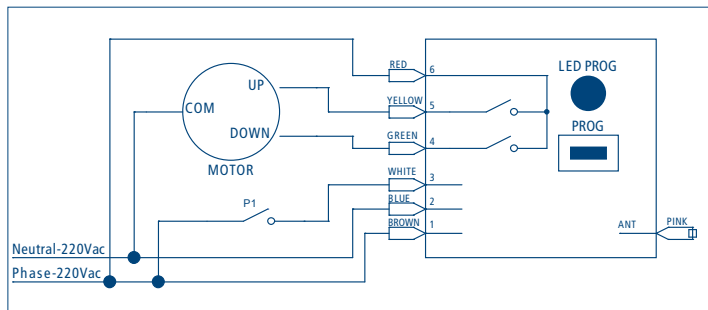 RED
6
LED PROG
UP
YELLOW
5
COM
PROG
DOWN
GREEN
4
MOTOR
WHITE
3
P1
BLUE
2
BROWN
1
ANT
PINK
Neutral-220Vac
Phase-220Vac